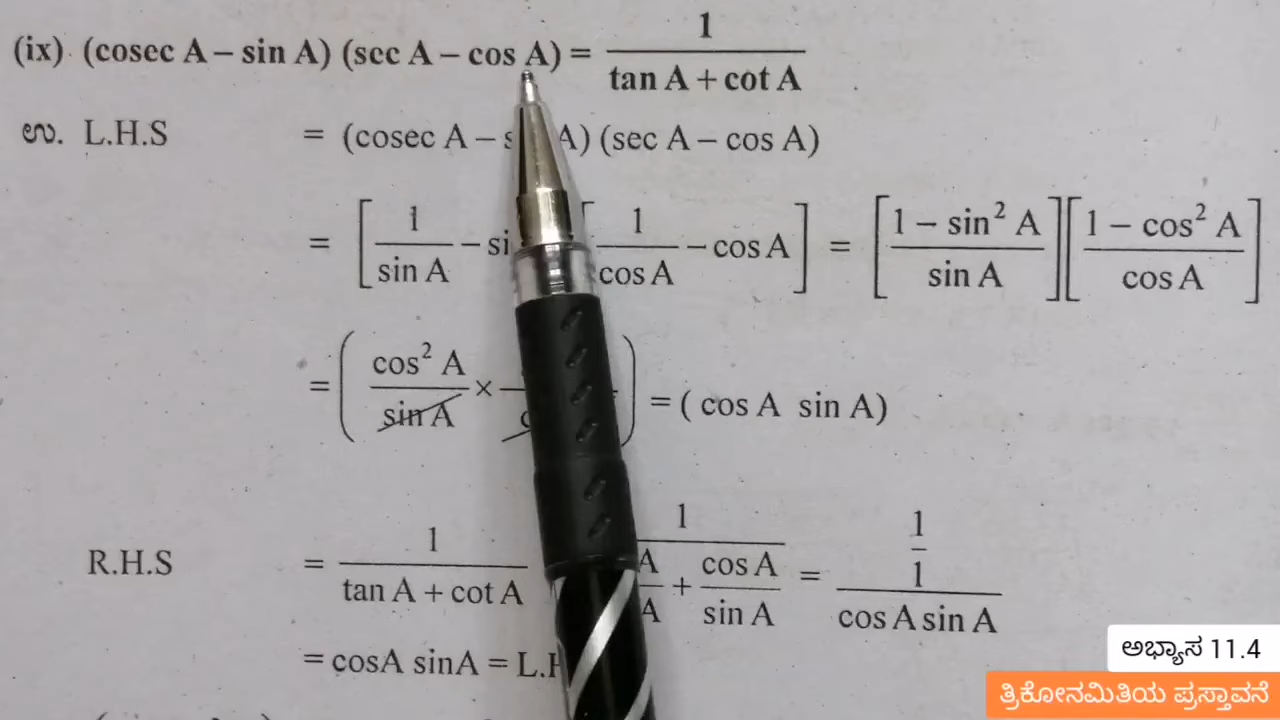 (ix) (cosec A – sin A) (sec A – cos A) = 1 / tan A + cot A
ಉ. L.H.S = (cosec A – s A) (sec A – cos A)
= [ 1 / sin A – si [ 1 / cos A – cos A ] = [ 1 – sin² A / sin A ] [ 1 – cos² A / cos A ]
= ( cos² A / sin A × ) = ( cos A sin A)
R.H.S = 1 / tan A + cot A 1 / A / A + cos A / sin A = 1 / 1 / cos A sin A
= cosA sinA = L.H
ಅಭ್ಯಾಸ 11.4
ತ್ರಿಕೋನಮಿತಿಯ ಪ್ರಸ್ತಾವನೆ